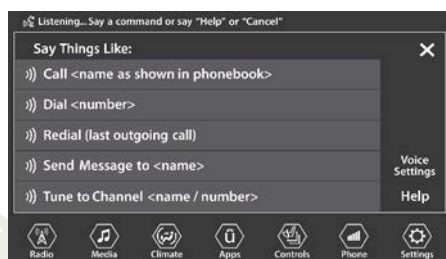 Listening... Say a command or say "Help" or "Cancel"
Say Things Like:
Call <name as shown in phonebook>
Dial <number>
Redial (last outgoing call)
Send Message to <name>
Tune to Channel <name / number>
Voice
Settings
Help
Radio
Media
Climate
Apps
Controls
Phone
Settings